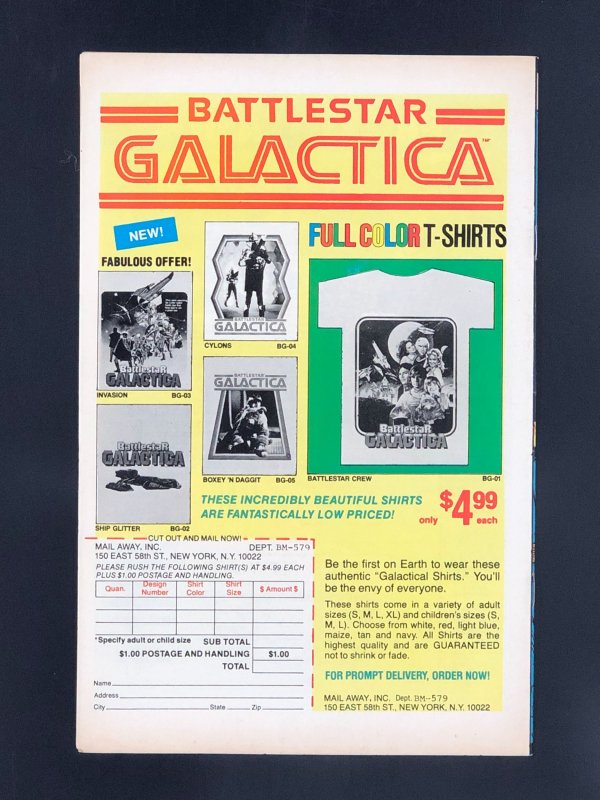 BATTLESTAR
GALACTICA™
NEW!
FULL COLOR T-SHIRTS
FABULOUS OFFER!
Battlestar
GALACTICA
INVASION BG-03
BATTLESTAR
GALACTICA
CYLONS BG-04
Battlestar
GALACTICA
SHIP GLITTER BG-02
BATTLESTAR
GALACTICA
BOXEY 'N DAGGIT BG-05
Battlestar
GALACTICA
BATTLESTAR CREW BG-01
THESE INCREDIBLY BEAUTIFUL SHIRTS
ARE FANTASTICALLY LOW PRICED!
only $4.99 each
CUT OUT AND MAIL NOW!
MAIL AWAY, INC. DEPT. BM-579
150 EAST 58th ST., NEW YORK, N.Y. 10022
PLEASE RUSH THE FOLLOWING SHIRT(S) AT $4.99 EACH
PLUS $1.00 POSTAGE AND HANDLING.
Quan. Design Number Shirt Color Shirt Size $ Amount $
*Specify adult or child size SUB TOTAL
$1.00 POSTAGE AND HANDLING $1.00
TOTAL
Name
Address
City State Zip
Be the first on Earth to wear these
authentic "Galactical Shirts." You'll
be the envy of everyone.
These shirts come in a variety of adult
sizes (S, M, L, XL) and children's sizes (S,
M, L). Choose from white, red, light blue,
maize, tan and navy. All Shirts are the
highest quality and are GUARANTEED
not to shrink or fade.
FOR PROMPT DELIVERY, ORDER NOW!
MAIL AWAY, INC. Dept. BM-579
150 EAST 58th ST., NEW YORK, N.Y. 10022